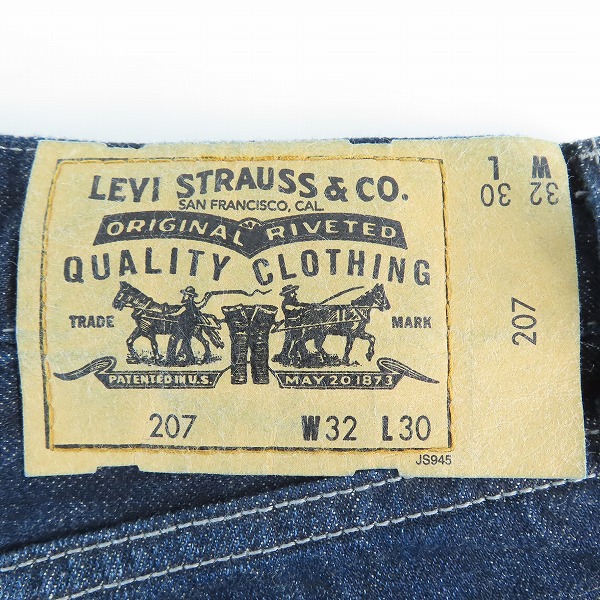 LEVI STRAUSS & CO.
SAN FRANCISCO, CAL.
ORIGINAL RIVETED
QUALITY CLOTHING
TRADE MARK
PATENTED IN U.S. MAY 20 1873
207 W32 L30
JS945
W L
32 30
207